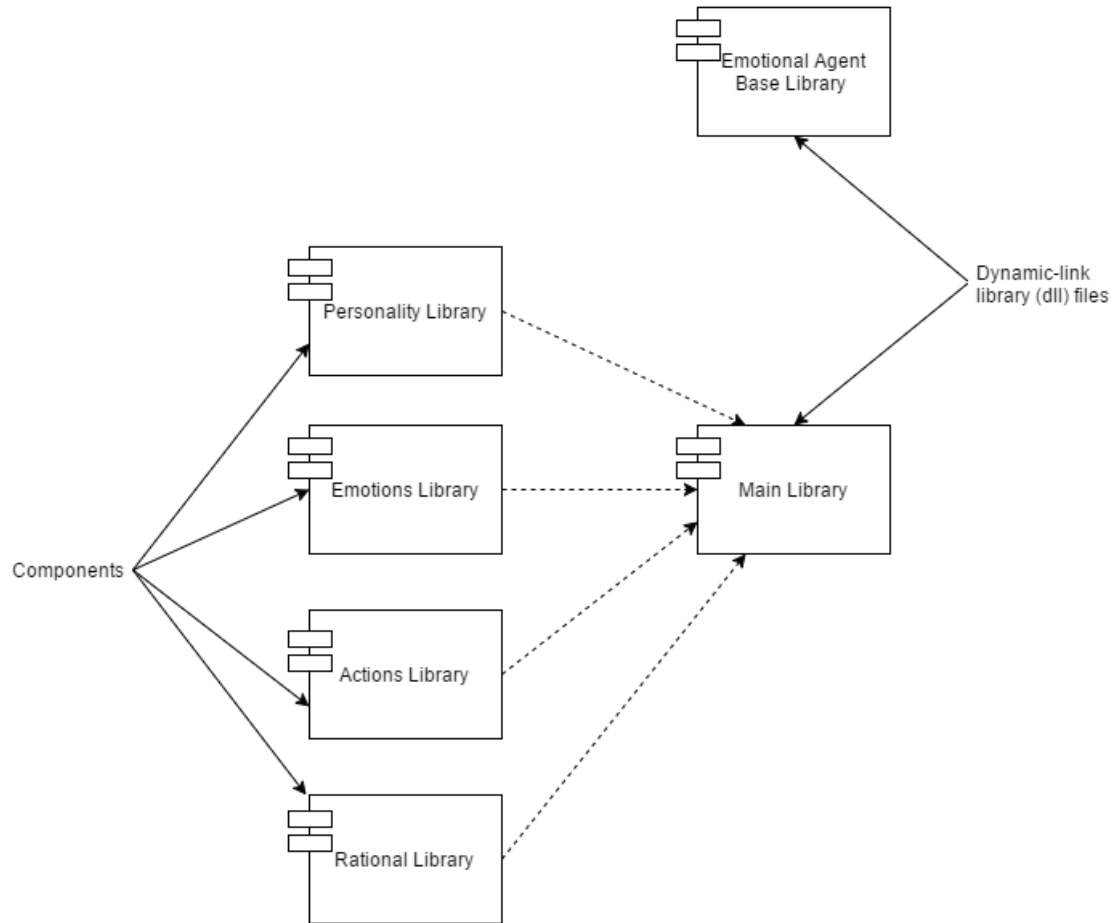 Emotional Agent
Base Library
Dynamic-link
library (dll) files
Personality Library
Emotions Library
Main Library
Components
Actions Library
Rational Library